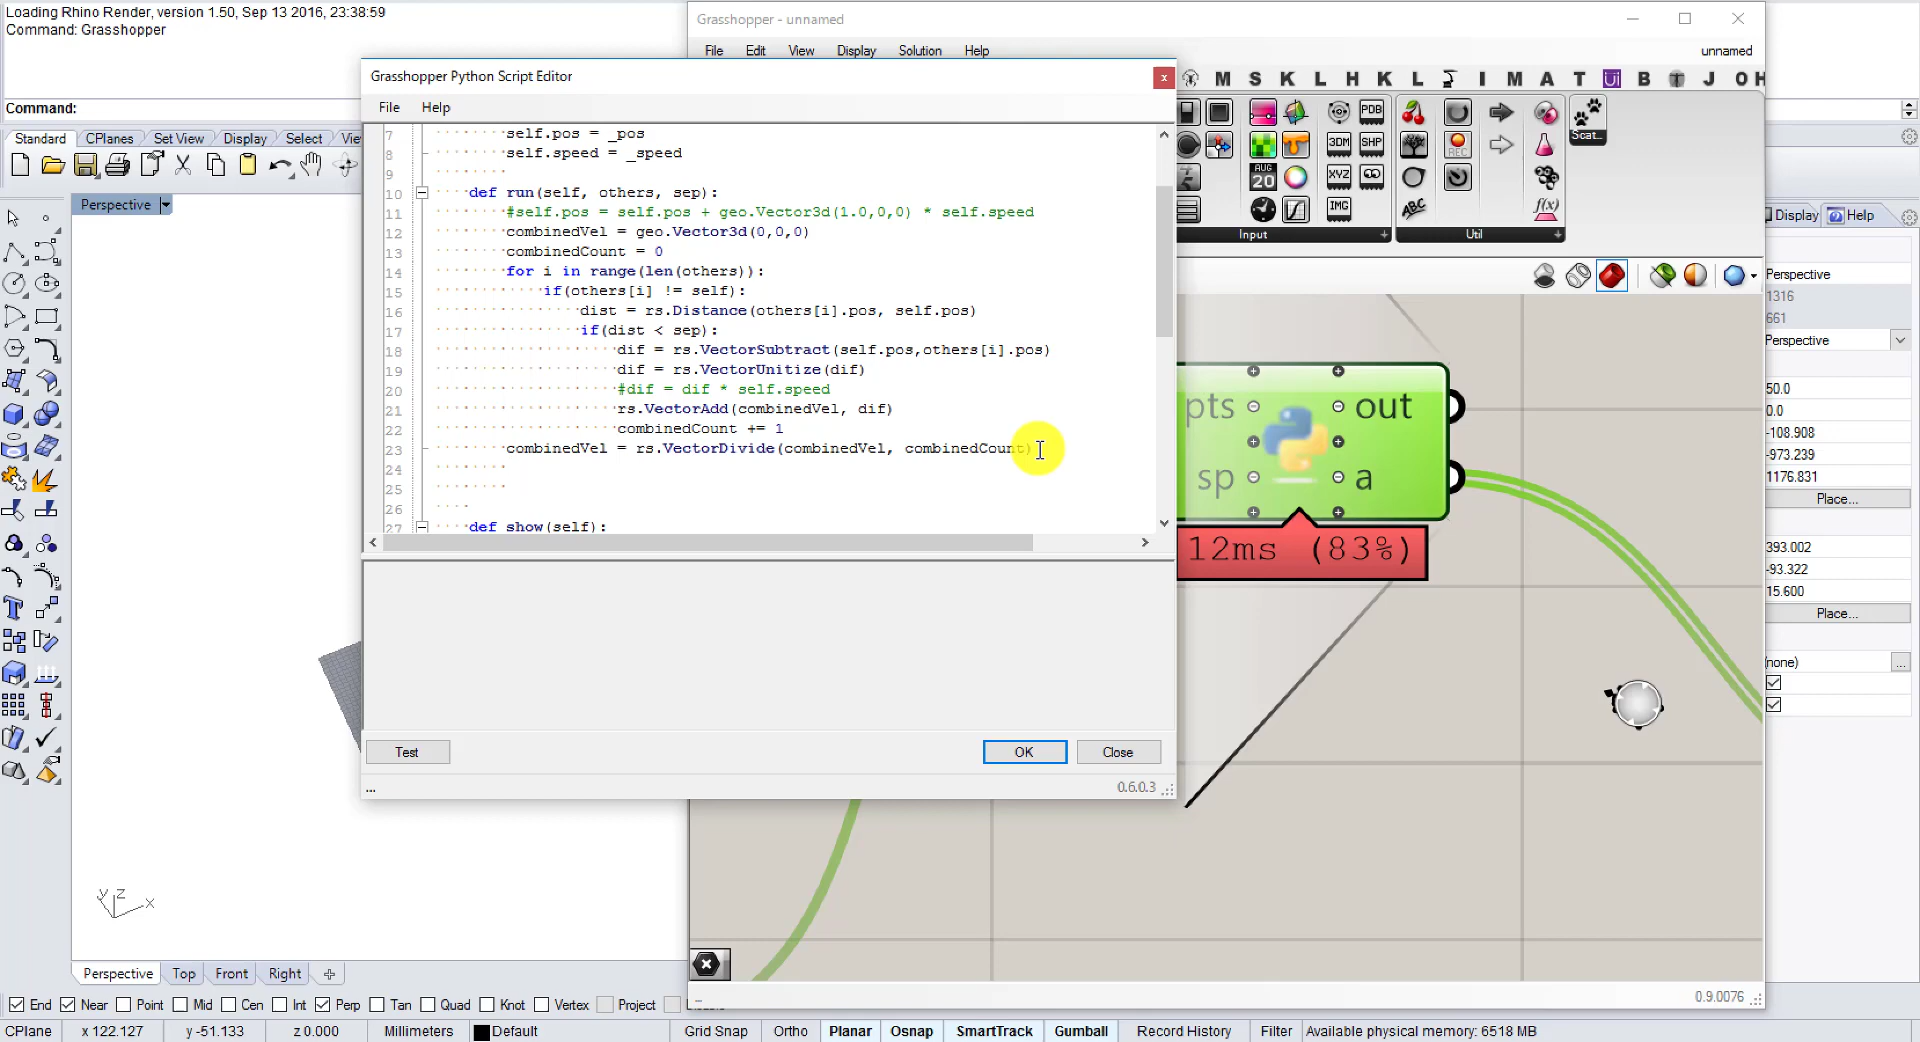 Loading Rhino Render, version 1.50, Sep 13 2016, 23:38:59
Command: Grasshopper
Command:
Standard CPlanes Set View Display Select
Perspective
Grasshopper - unnamed
File Edit View Display Solution Help unnamed
M S K L H K L I M A T Ui B J O H
PDB
3DM SHP
REC
AUG 20 XYZ
IMG ABC f(x)
Scat...
Input Util
Display Help
Grasshopper Python Script Editor
File Help
7 self.pos = _pos
8 self.speed = _speed
9
10 def run(self, others, sep):
11 #self.pos = self.pos + geo.Vector3d(1.0,0,0) * self.speed
12 combinedVel = geo.Vector3d(0,0,0)
13 combinedCount = 0
14 for i in range(len(others)):
15 if(others[i] != self):
16 dist = rs.Distance(others[i].pos, self.pos)
17 if(dist < sep):
18 dif = rs.VectorSubtract(self.pos,others[i].pos)
19 dif = rs.VectorUnitize(dif)
20 #dif = dif * self.speed
21 rs.VectorAdd(combinedVel, dif)
22 combinedCount += 1
23 combinedVel = rs.VectorDivide(combinedVel, combinedCount)
24
25
26
27 def show(self):
Test OK Close
... 0.6.0.3
pts out
sp a
12ms (83%)
Perspective
1316
661
Perspective
50.0
0.0
-108.908
-973.239
1176.831
Place...
393.002
-93.322
15.600
Place...
(none) ...
y z x
0.9.0076
Perspective Top Front Right
End Near Point Mid Cen Int Perp Tan Quad Knot Vertex Project
CPlane x 122.127 y -51.133 z 0.000 Millimeters Default Grid Snap Ortho Planar Osnap SmartTrack Gumball Record History Filter Available physical memory: 6518 MB